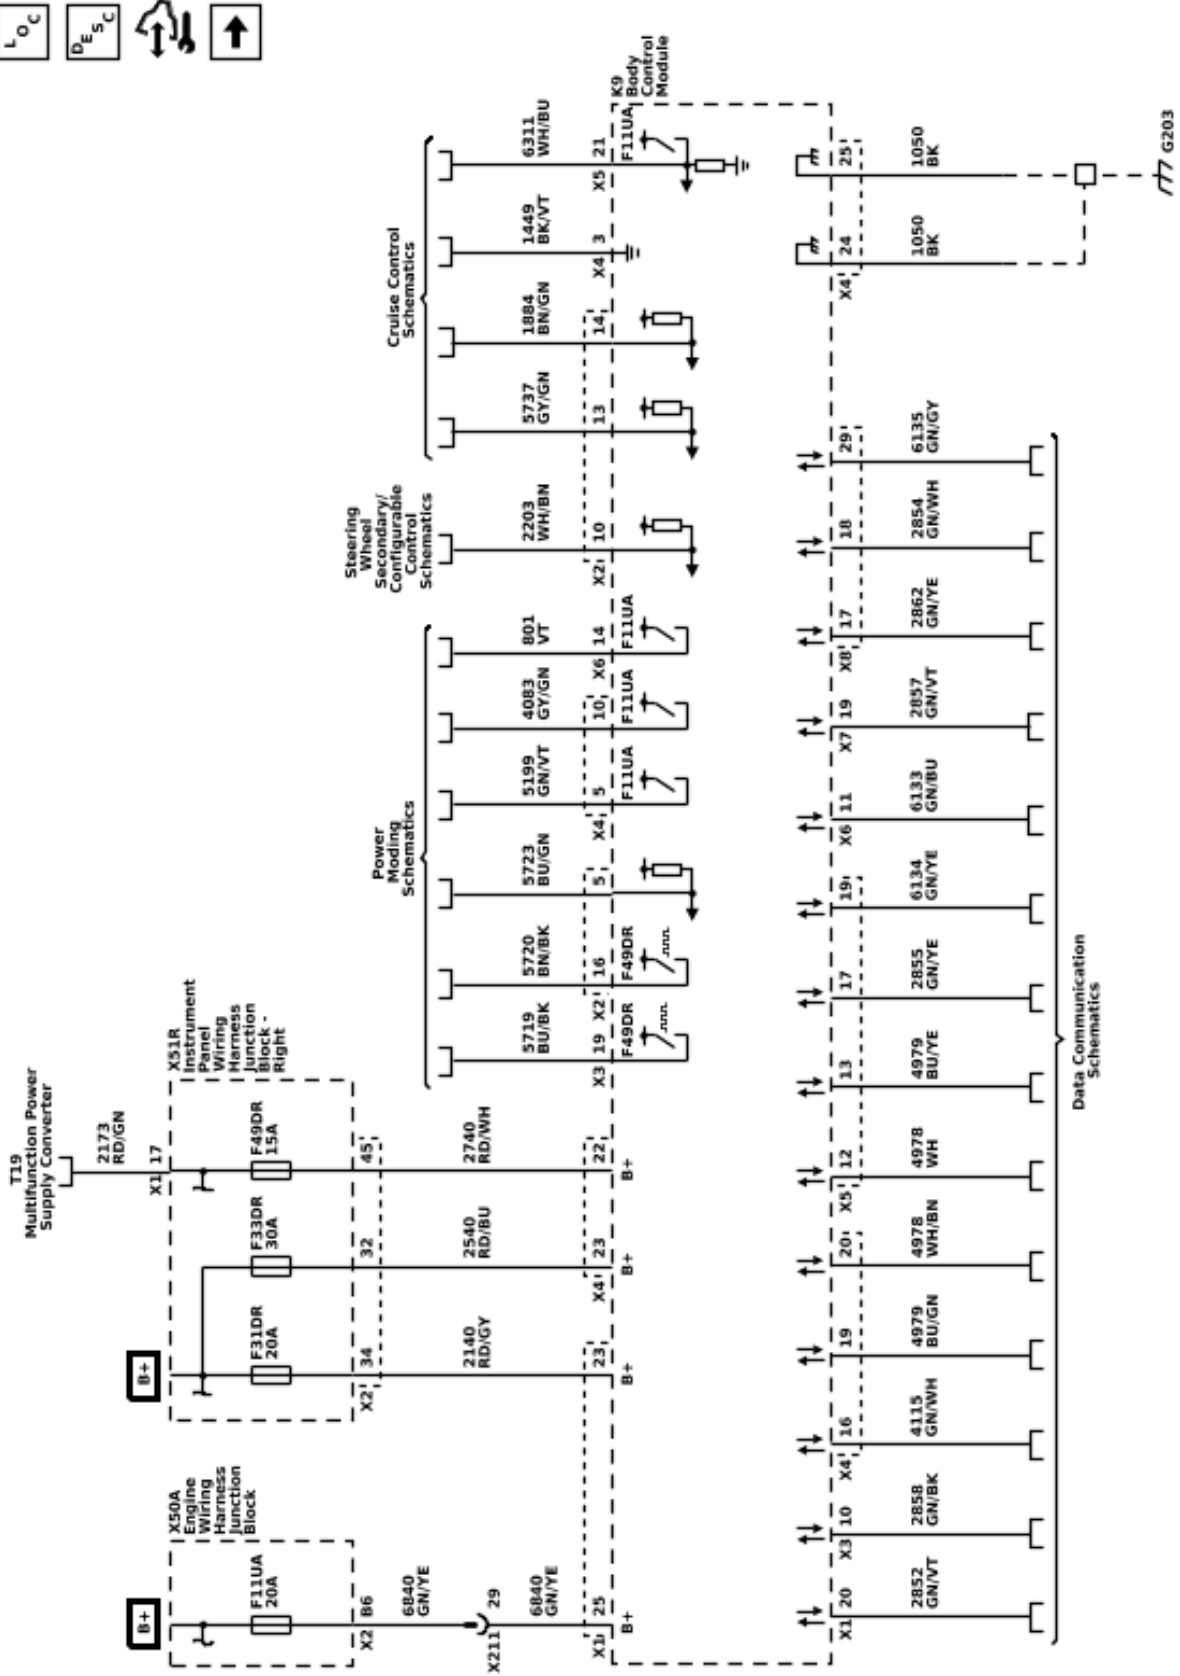 LOC
DESC
B+
X50A
Engine
Wiring
Harness
Junction
Block
F11UA
20A
X2
B6
6840
GN/YE
X211
29
6840
GN/YE
X1
25
B+
B+
T19
Multifunction Power
Supply Converter
2173
RD/GN
X1
17
X51R
Instrument
Panel
Wiring
Harness
Junction
Block -
Right
F31DR
20A
F33DR
30A
F49DR
15A
X2
34
32
45
2140
RD/GY
2540
RD/BU
2740
RD/WH
23
X4
23
22
B+
B+
B+
Power
Moding
Schematics
5719
BU/BK
5720
BN/BK
5723
BU/GN
5199
GN/VT
4083
GY/GN
801
VT
X3
19
X2
16
5
X4
5
10
X6
14
F49DR
F49DR
F11UA
F11UA
F11UA
Steering
Wheel
Secondary/
Configurable
Control
Schematics
2203
WH/BN
X2
10
Cruise Control
Schematics
5737
GY/GN
1884
BN/GN
1449
BK/VT
6311
WH/BU
13
14
X4
3
X5
21
F11UA
K9
Body
Control
Module
X1
20
X3
10
X4
16
19
20
X5
12
13
17
19
X6
11
X7
19
X8
17
18
29
X4
24
25
2852
GN/VT
2858
GN/BK
4115
GN/WH
4979
BU/GN
4978
WH/BN
4978
WH
4979
BU/YE
2855
GN/YE
6134
GN/YE
6133
GN/BU
2857
GN/VT
2862
GN/YE
2854
GN/WH
6135
GN/GY
1050
BK
1050
BK
Data Communication
Schematics
G203